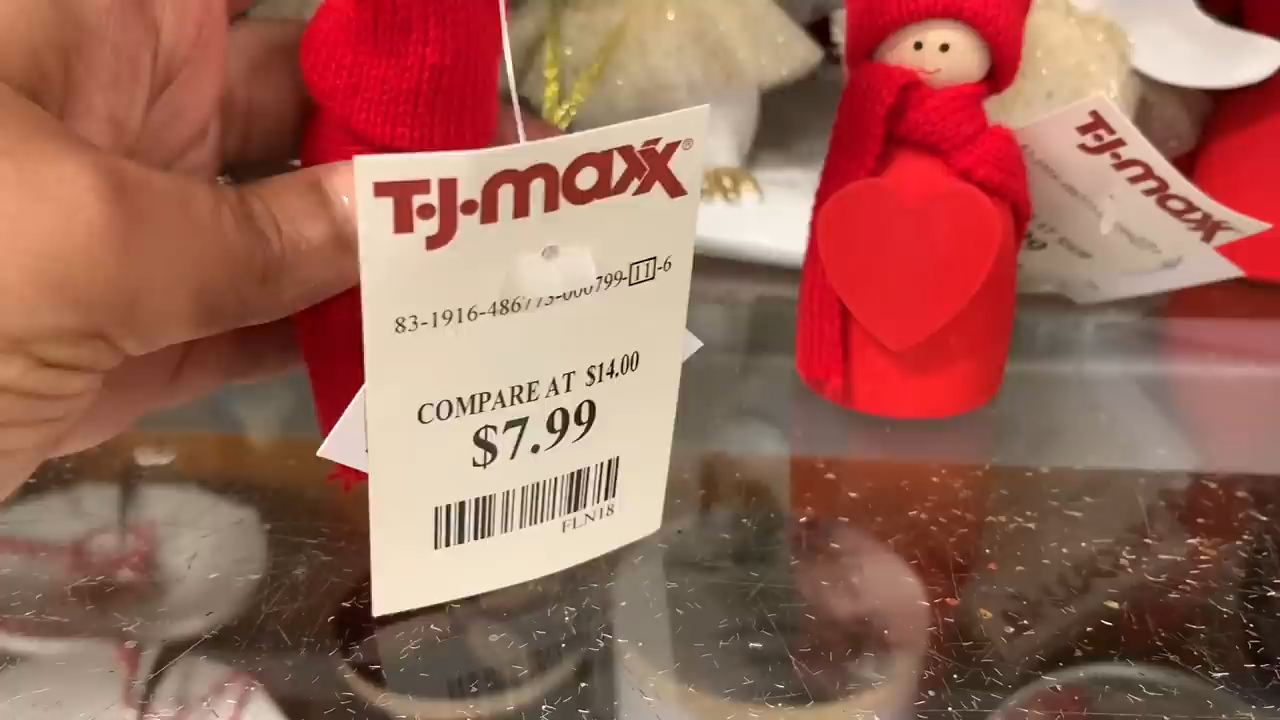 T·J·maxx®
83-1916-486773-000799-11-6
COMPARE AT $14.00
$7.99
FLN18
T·J·maxx